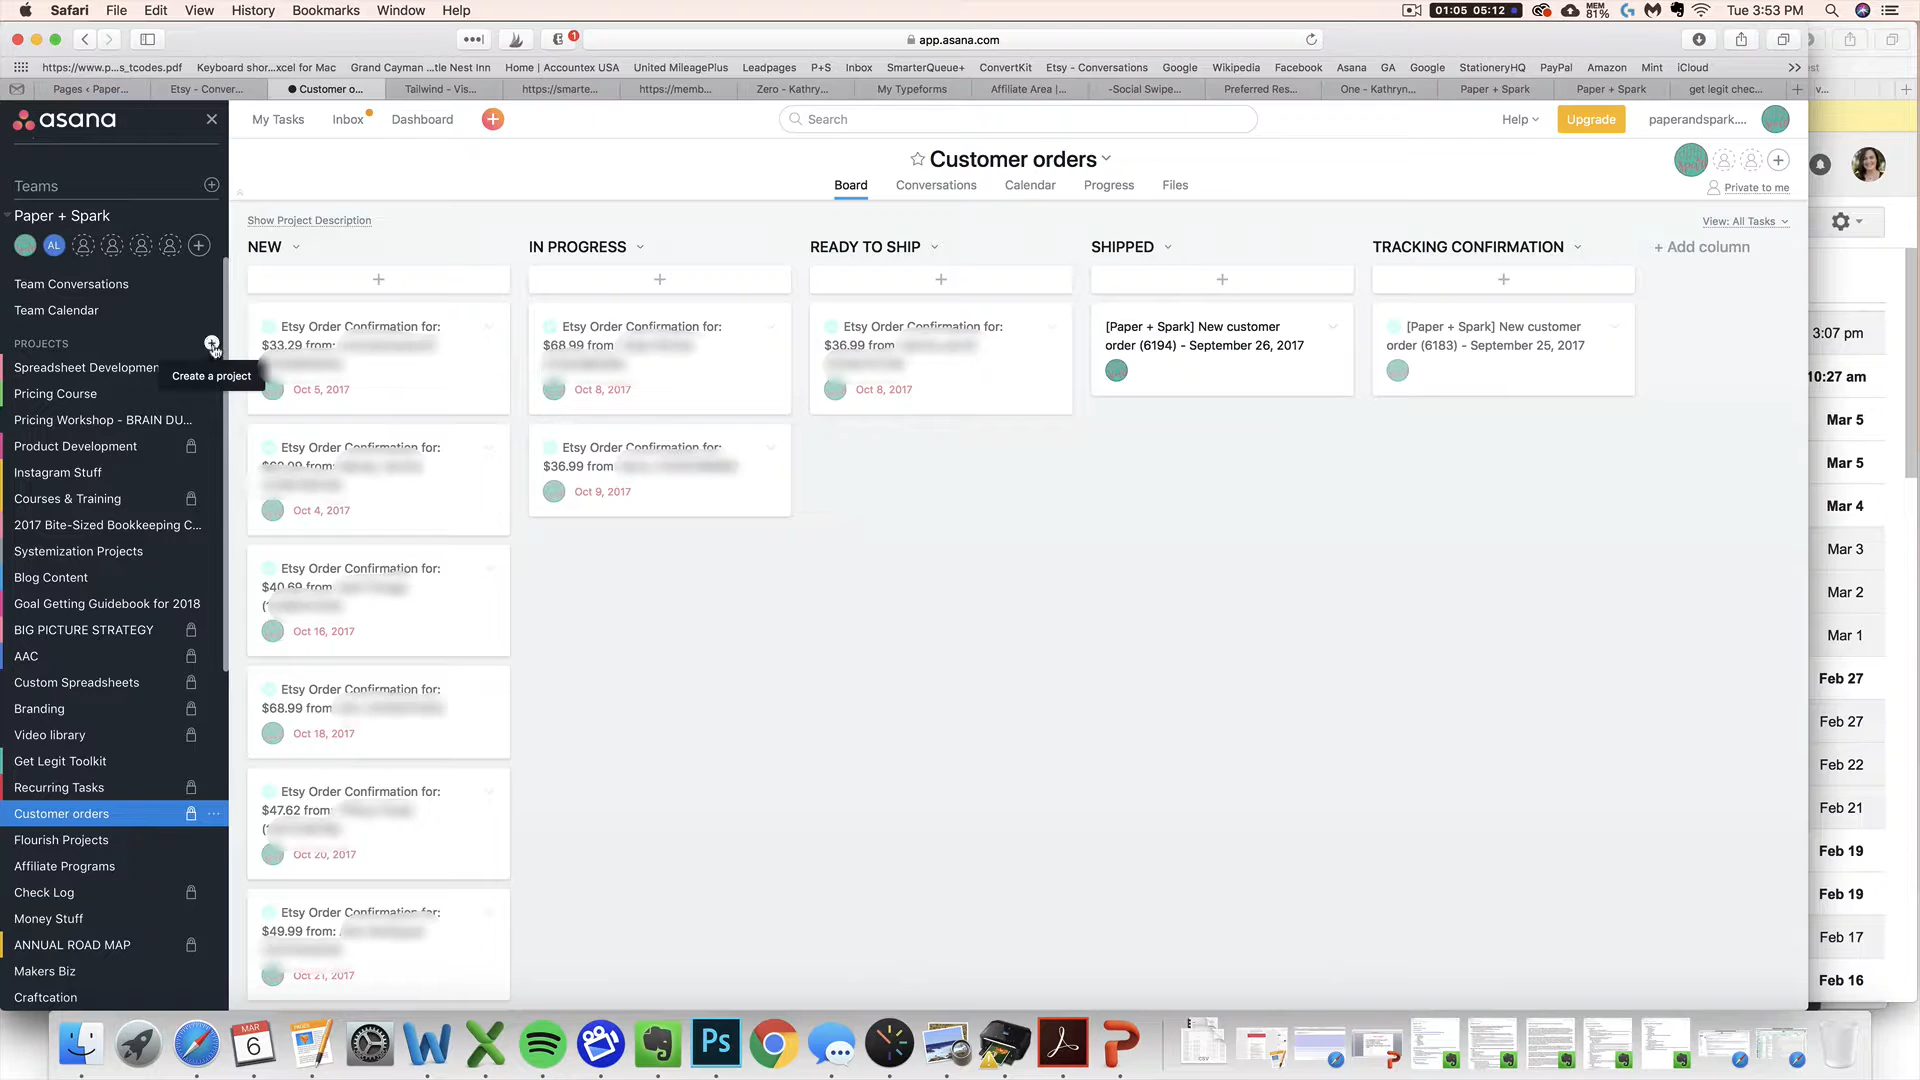 Safari File Edit View History Bookmarks Window Help
01:05 05:12 MEM 81% Tue 3:53 PM
app.asana.com
1
https://www.p...s_tcodes.pdf Keyboard shor...xcel for Mac Grand Cayman ...tle Nest Inn Home | Accountex USA United MileagePlus Leadpages P+S Inbox SmarterQueue+ ConvertKit Etsy - Conversations Google Wikipedia Facebook Asana GA Google StationeryHQ PayPal Amazon Mint iCloud
Pages ‹ Paper... Etsy - Conver... Customer o... Tailwind - Vis... https://smarte... https://memb... Zero - Kathry... My Typeforms Affiliate Area |... -Social Swipe... Preferred Res... One - Kathryn... Paper + Spark Paper + Spark get legit chec...
asana
My Tasks Inbox Dashboard Search Help Upgrade paperandspark....
Customer orders
Board Conversations Calendar Progress Files
Private to me
Show Project Description
View: All Tasks
Teams
Paper + Spark
AL
Team Conversations
Team Calendar
PROJECTS
Create a project
Spreadsheet Developmen
Pricing Course
Pricing Workshop - BRAIN DU...
Product Development
Instagram Stuff
Courses & Training
2017 Bite-Sized Bookkeeping C...
Systemization Projects
Blog Content
Goal Getting Guidebook for 2018
BIG PICTURE STRATEGY
AAC
Custom Spreadsheets
Branding
Video library
Get Legit Toolkit
Recurring Tasks
Customer orders
Flourish Projects
Affiliate Programs
Check Log
Money Stuff
ANNUAL ROAD MAP
Makers Biz
Craftcation
NEW
Etsy Order Confirmation for:
$33.29 from:
Oct 5, 2017
Etsy Order Confirmation for:
from:
Oct 4, 2017
Etsy Order Confirmation for:
$40.69 from:
(
Oct 16, 2017
Etsy Order Confirmation for:
$68.99 from
Oct 18, 2017
Etsy Order Confirmation for:
$47.62 from:
(
Oct 20, 2017
Etsy Order Confirmation for:
$49.99 from:
Oct 21, 2017
IN PROGRESS
Etsy Order Confirmation for:
$68.99 from
Oct 8, 2017
Etsy Order Confirmation for:
$36.99 from
Oct 9, 2017
READY TO SHIP
Etsy Order Confirmation for:
$36.99 from
Oct 8, 2017
SHIPPED
[Paper + Spark] New customer
order (6194) - September 26, 2017
TRACKING CONFIRMATION
[Paper + Spark] New customer
order (6183) - September 25, 2017
+ Add column
3:07 pm
10:27 am
Mar 5
Mar 5
Mar 4
Mar 3
Mar 2
Mar 1
Feb 27
Feb 27
Feb 22
Feb 21
Feb 19
Feb 19
Feb 17
Feb 16
MAR
6
PAGES
Ps
CSV